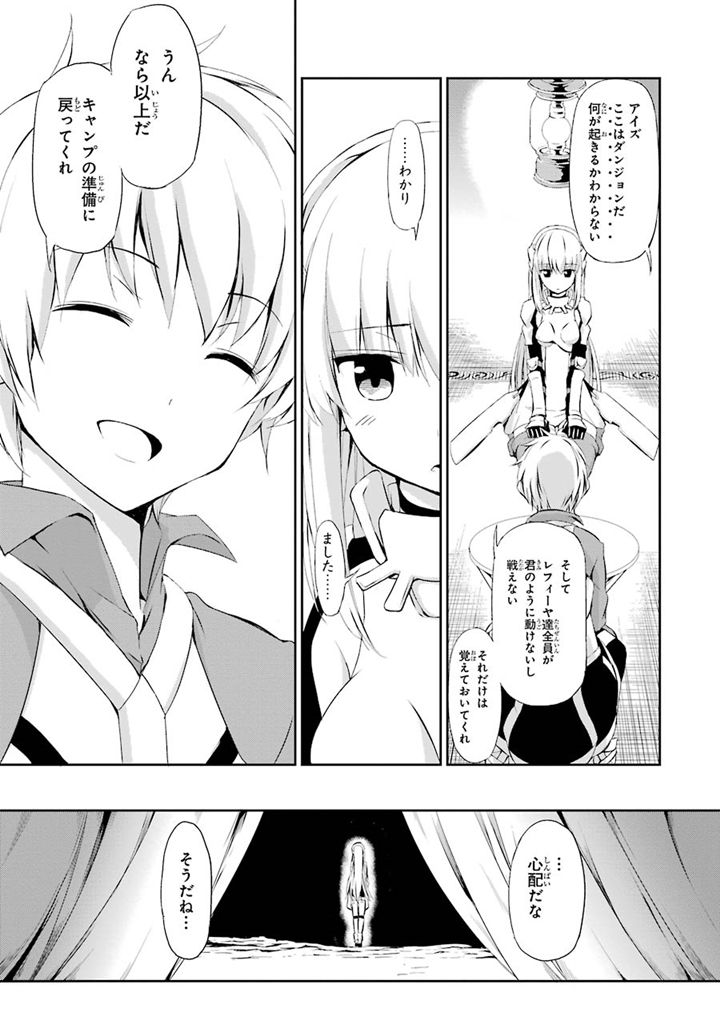 アイズ
ここはダンジョンだ
何が起きるかわからない
そして
レフィーヤ達全員が
君のように動けないし
戦えない
それだけは
覚えておいてくれ
……わかり
ました……
うん
なら以上だ
キャンプの準備に
戻ってくれ
…
心配だな
そうだね…